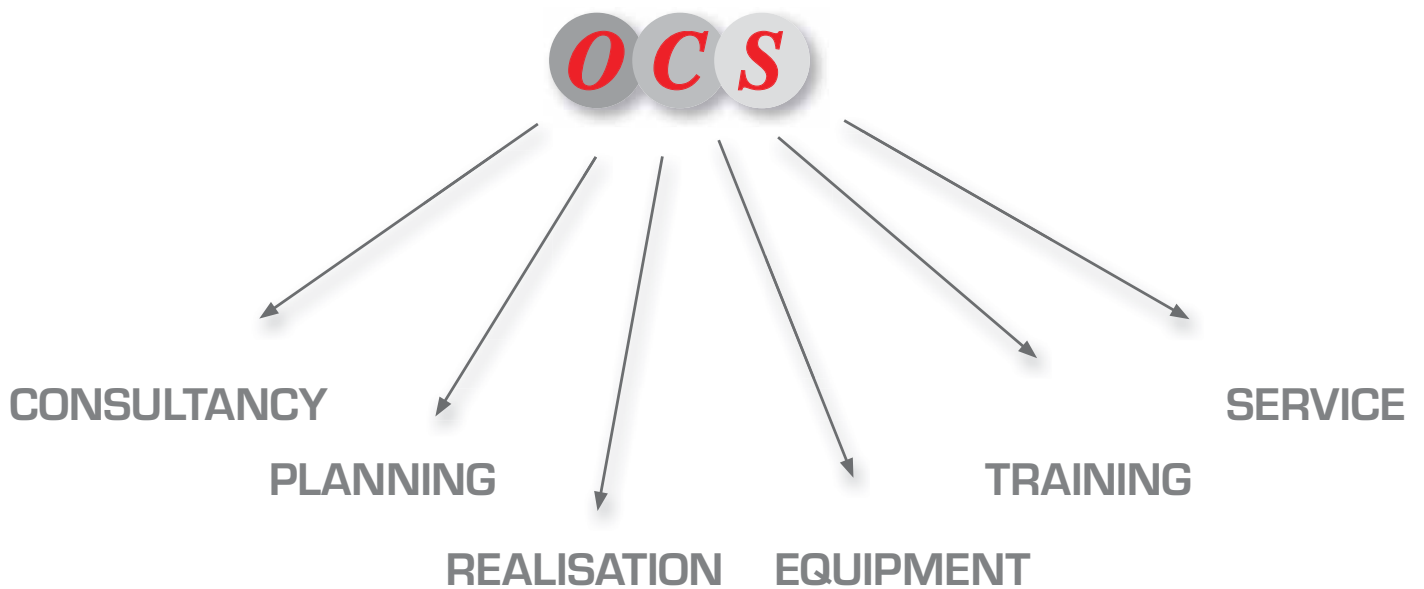 OCS
CONSULTANCY
SERVICE
PLANNING
TRAINING
REALISATION
EQUIPMENT